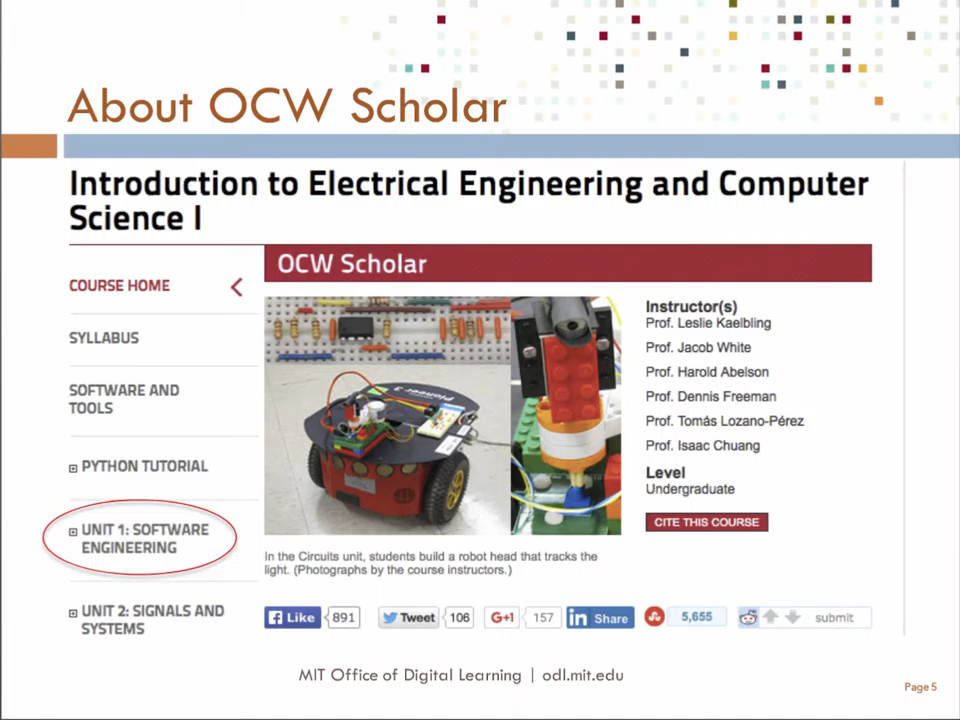 About OCW Scholar
Introduction to Electrical Engineering and Computer
Science I
COURSE HOME
SYLLABUS
SOFTWARE AND
TOOLS
PYTHON TUTORIAL
UNIT 1: SOFTWARE
ENGINEERING
UNIT 2: SIGNALS AND
SYSTEMS
OCW Scholar
Pioneer 3
In the Circuits unit, students build a robot head that tracks the
light. (Photographs by the course instructors.)
Instructor(s)
Prof. Leslie Kaelbling
Prof. Jacob White
Prof. Harold Abelson
Prof. Dennis Freeman
Prof. Tomás Lozano-Pérez
Prof. Isaac Chuang
Level
Undergraduate
CITE THIS COURSE
Like 891 Tweet 106 G+1 157 in Share 5,655 submit
MIT Office of Digital Learning | odl.mit.edu
Page 5